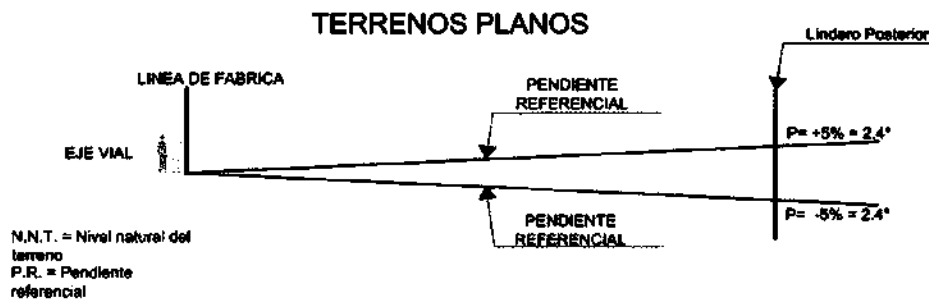 TERRENOS PLANOS
Lindero Posterior
LINEA DE FABRICA
PENDIENTE
REFERENCIAL
P= +5% = 2.4°
EJE VIAL
P= -5% = 2.4°
PENDIENTE
REFERENCIAL
N.N.T. = Nivel natural del
terreno
P.R. = Pendiente
referencial